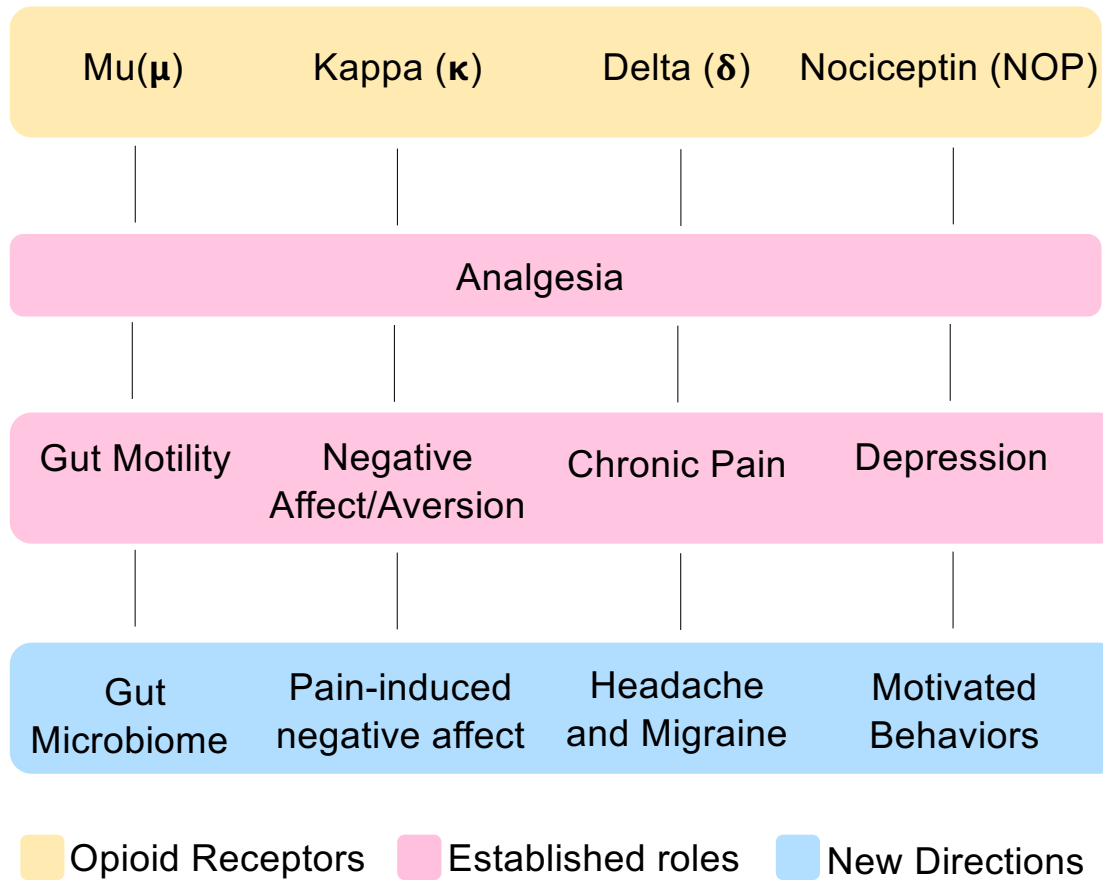 Mu(μ) Kappa (κ) Delta (δ) Nociceptin (NOP)
Analgesia
Gut Motility
Negative
Affect/Aversion
Chronic Pain
Depression
Gut
Microbiome
Pain-induced
negative affect
Headache
and Migraine
Motivated
Behaviors
Opioid Receptors Established roles New Directions